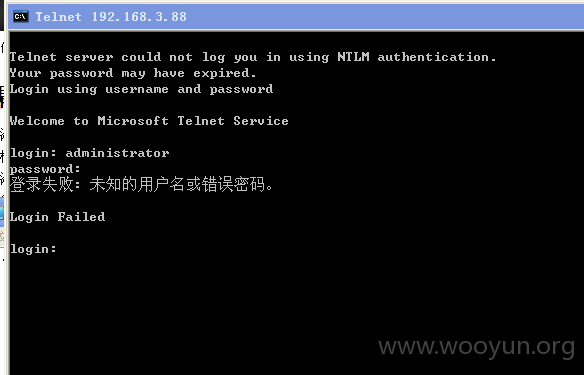 Telnet 192.168.3.88
Telnet server could not log you in using NTLM authentication.
Your password may have expired.
Login using username and password
Welcome to Microsoft Telnet Service
login: administrator
password:
登录失败: 未知的用户名或错误密码。
Login Failed
login:
www.wooyun.org